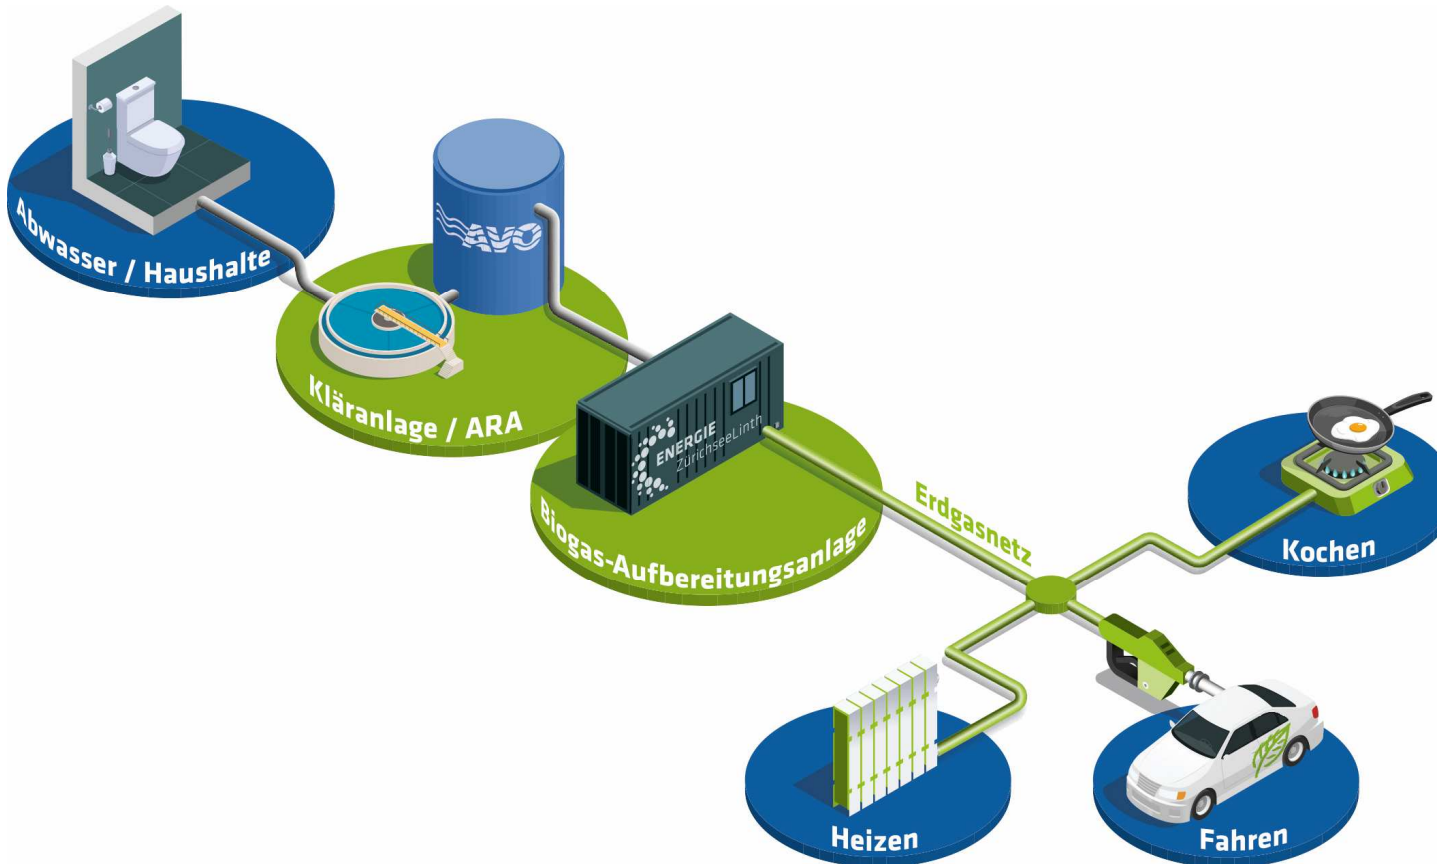 Abwasser / Haushalte
AVO
Kläranlage / ARA
ENERGIE
ZürichseeLinth
Biogas-Aufbereitungsanlage
Erdgasnetz
Kochen
Heizen
Fahren